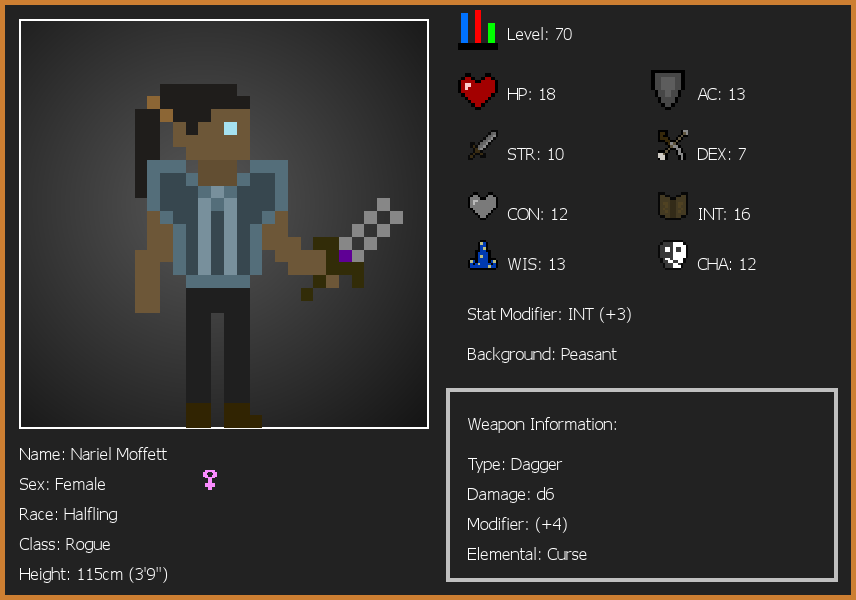 Level: 70
HP: 18
AC: 13
STR: 10
DEX: 7
CON: 12
INT: 16
WIS: 13
CHA: 12
Stat Modifier: INT (+3)
Background: Peasant
Weapon Information:
Type: Dagger
Damage: d6
Modifier: (+4)
Elemental: Curse
Name: Nariel Moffett
Sex: Female
Race: Halfling
Class: Rogue
Height: 115cm (3'9")